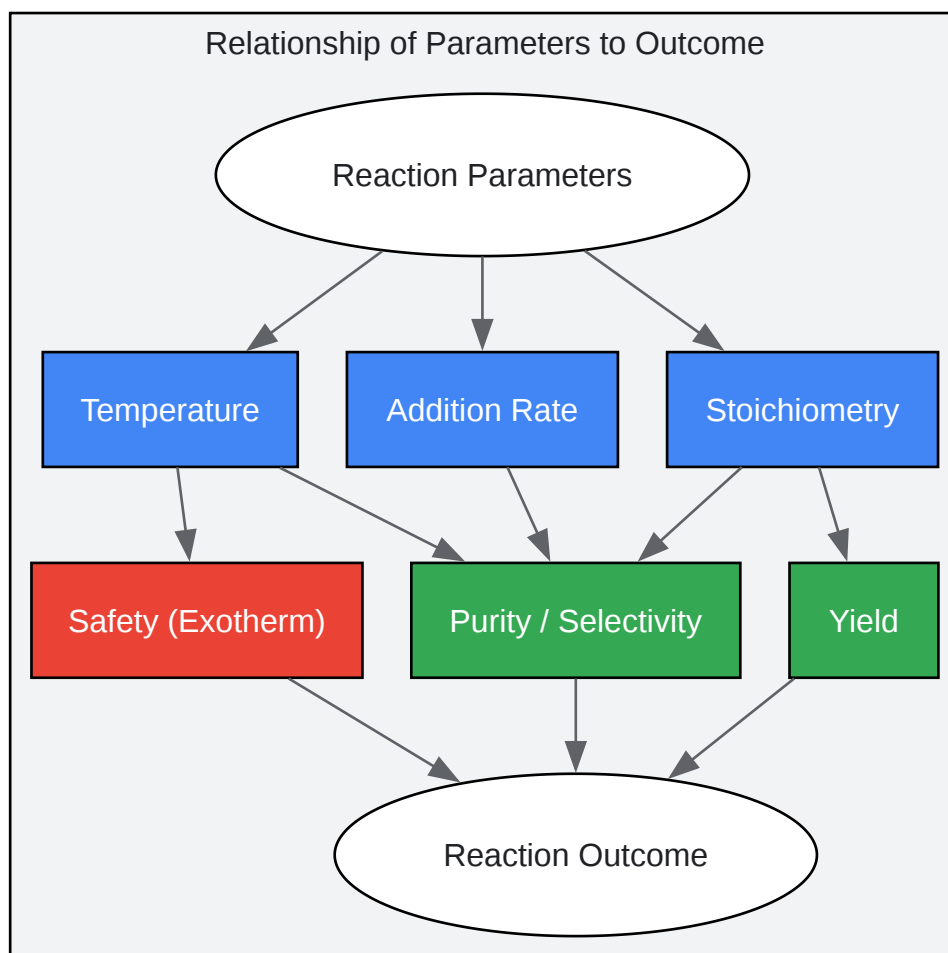 Relationship of Parameters to Outcome
Reaction Parameters
Temperature
Addition Rate
Stoichiometry
Safety (Exotherm)
Purity / Selectivity
Yield
Reaction Outcome